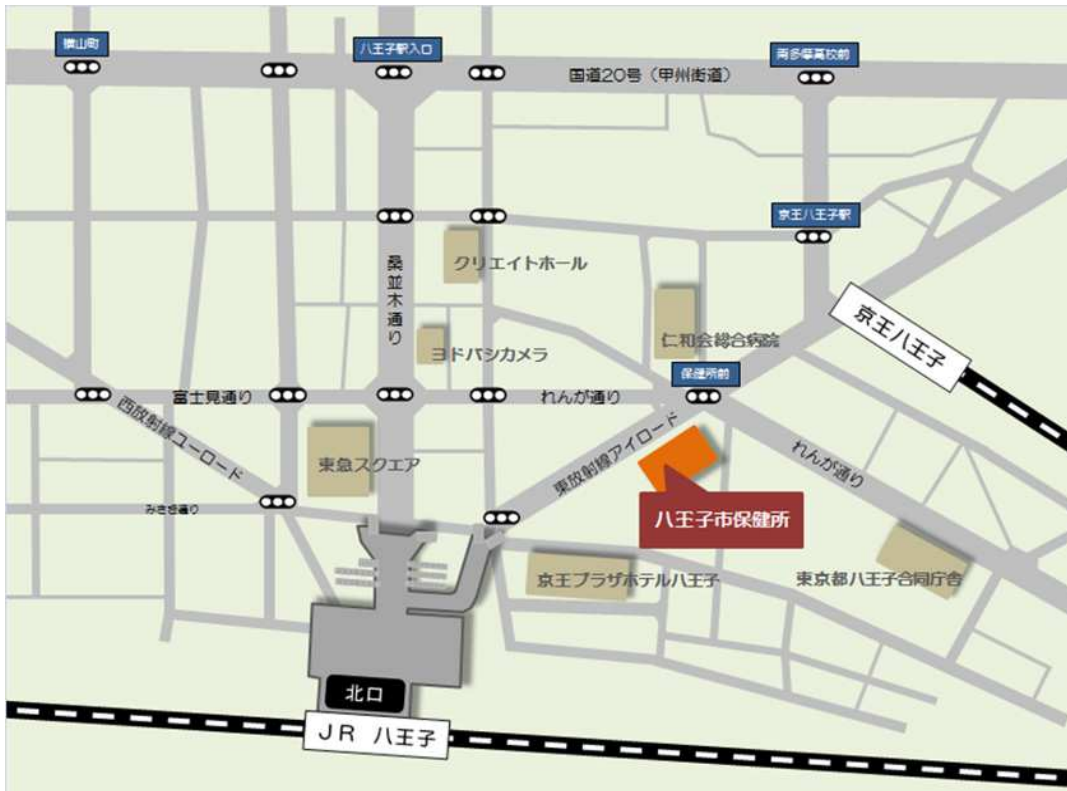 横山町
八王子駅入口
南多摩高校前
国道20号（甲州街道）
京王八王子駅
クリエイトホール
桑並木通り
京王八王子
仁和会総合病院
ヨドバシカメラ
保健所前
富士見通り
れんが通り
西放射線ユーロード
東急スクエア
東放射線アイロード
れんが通り
みさき通り
八王子市保健所
京王プラザホテル八王子
東京都八王子合同庁舎
北口
JR 八王子